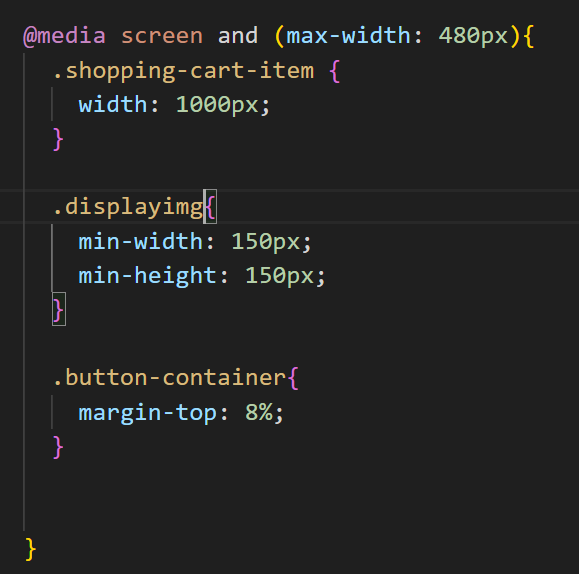 @media screen and (max-width: 480px){
.shopping-cart-item {
width: 1000px;
}
.displayimg{
min-width: 150px;
min-height: 150px;
}
.button-container{
margin-top: 8%;
}
}